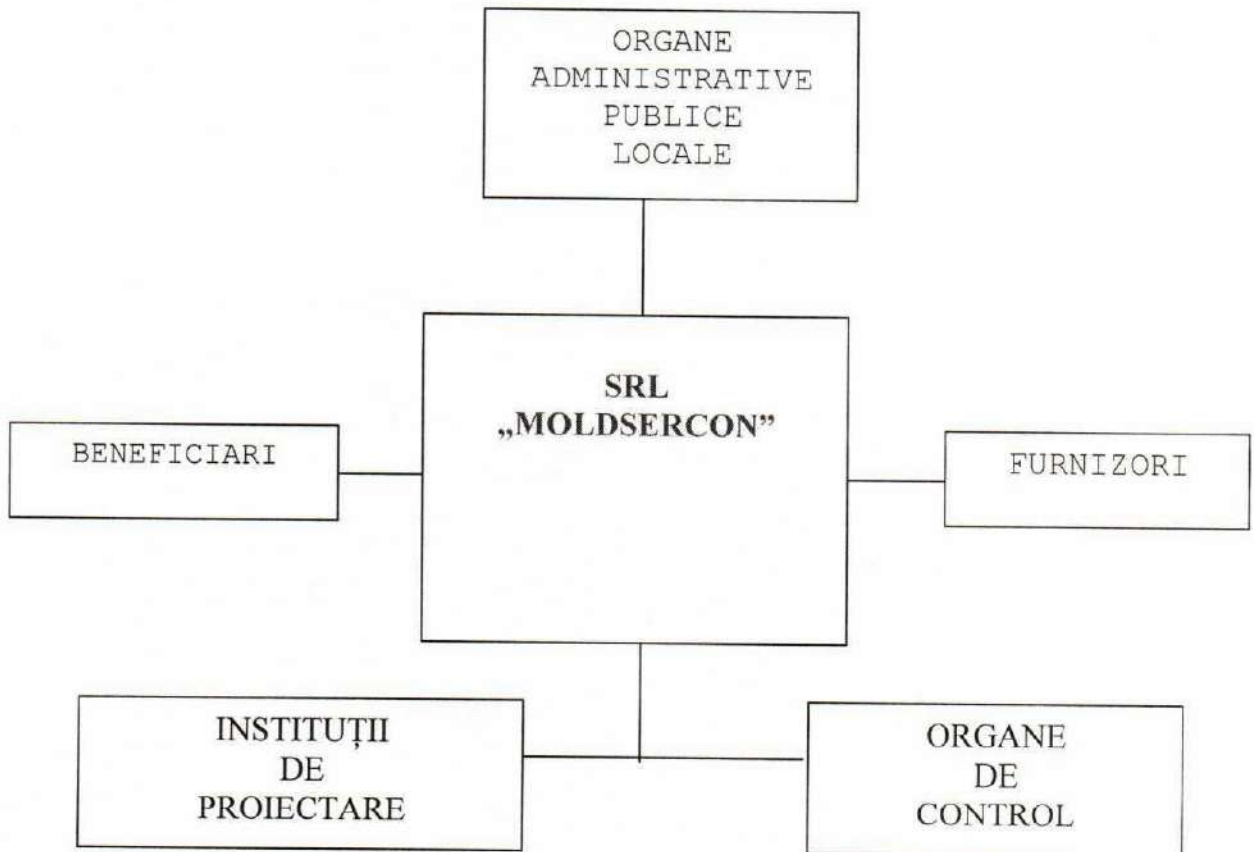 ORGANE
ADMINISTRATIVE
PUBLICE
LOCALE
SRL
„MOLDSERCON”
BENEFICIARI
FURNIZORI
INSTITUȚII
DE
PROIECTARE
ORGANE
DE
CONTROL